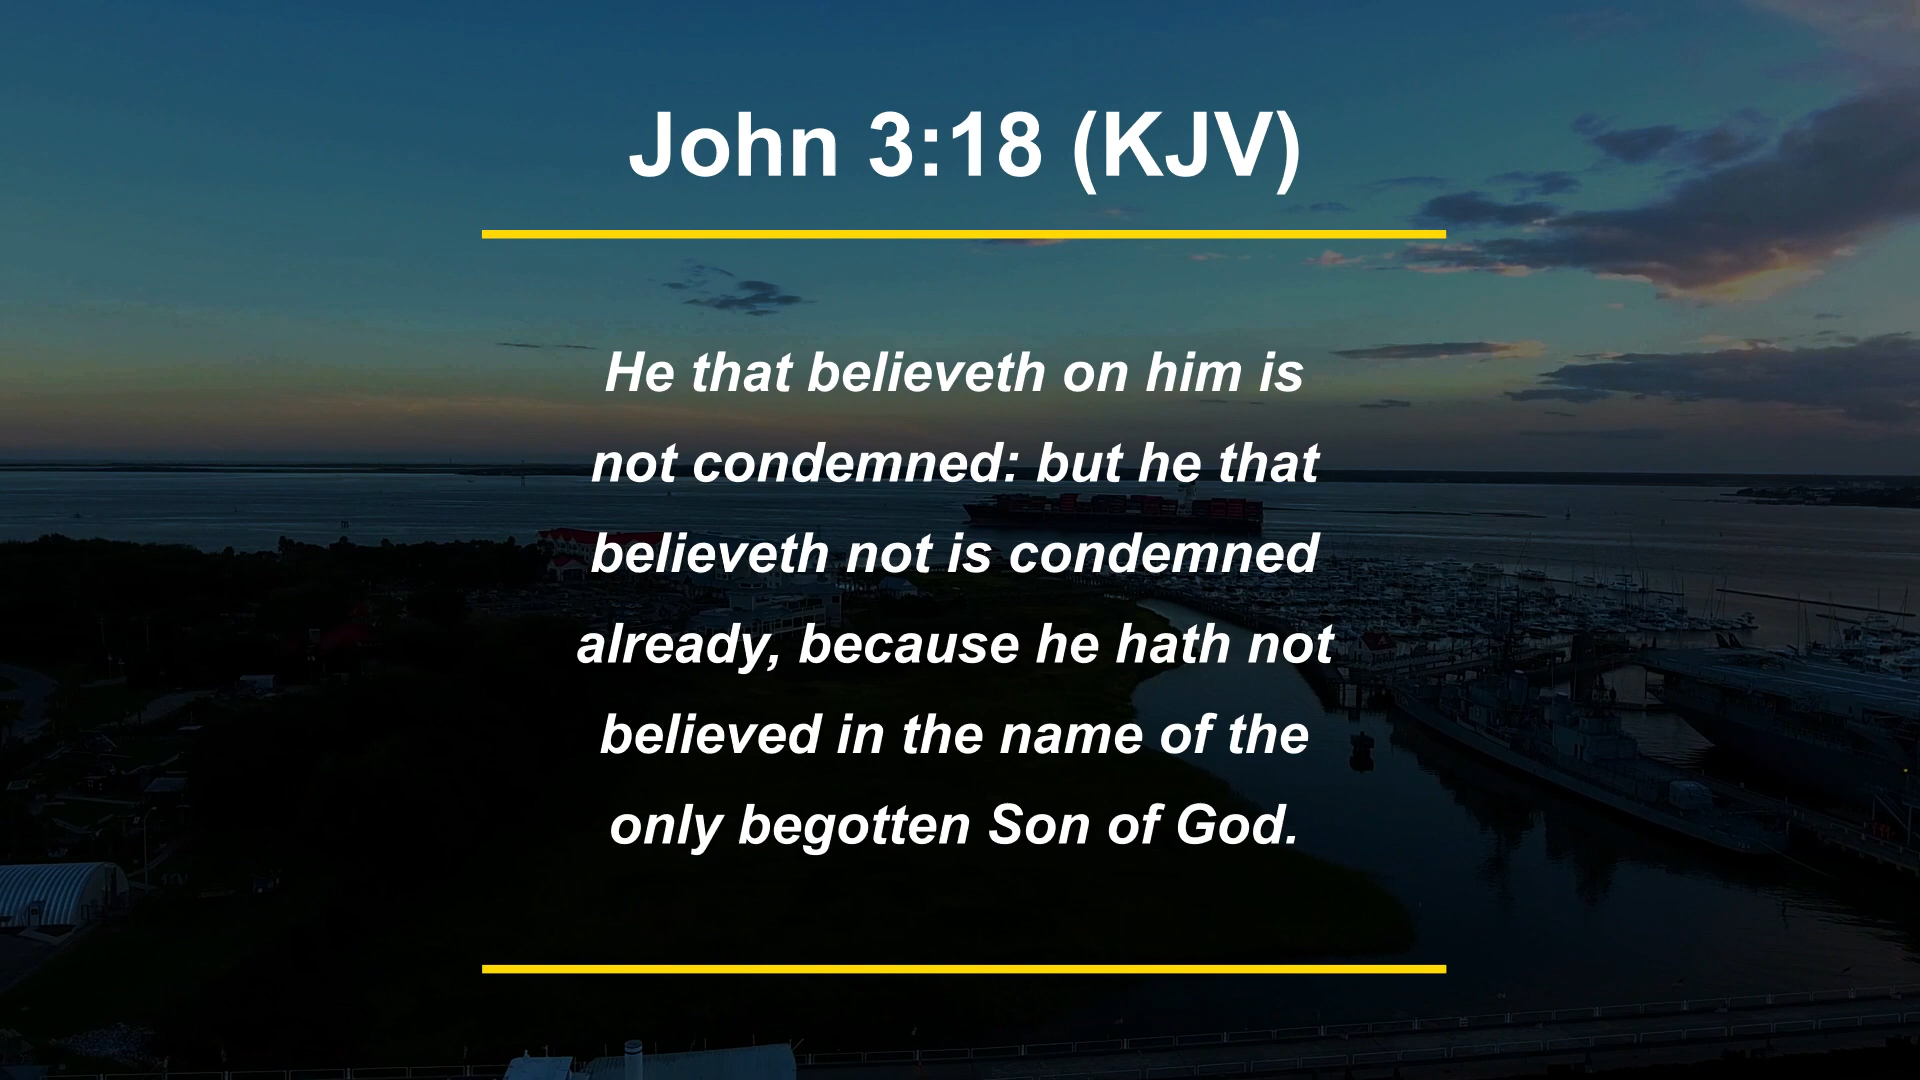 John 3:18 (KJV)
He that believeth on him is
not condemned: but he that
believeth not is condemned
already, because he hath not
believed in the name of the
only begotten Son of God.